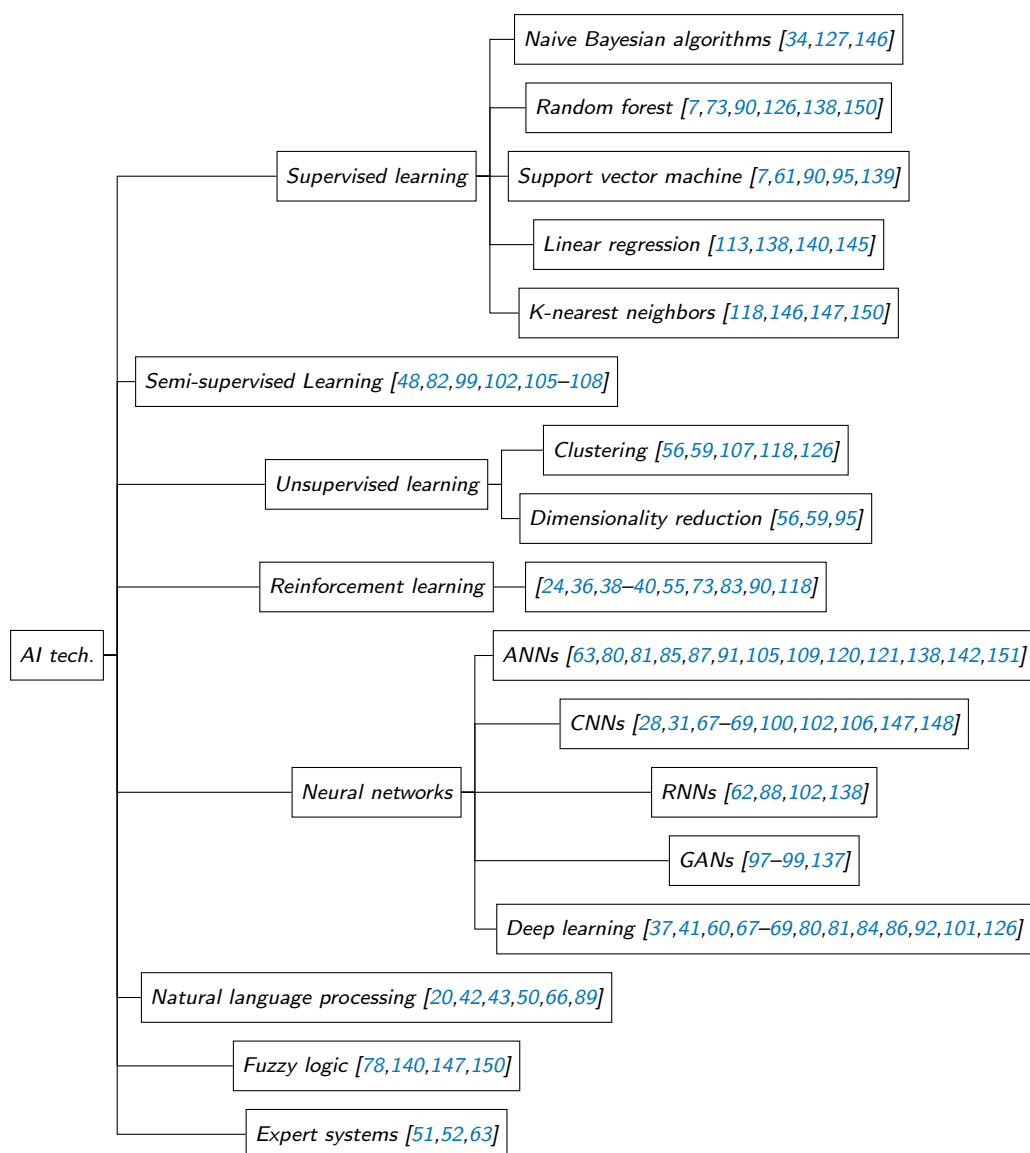 Naive Bayesian algorithms [34,127,146]
Random forest [7,73,90,126,138,150]
Supervised learning
Support vector machine [7,61,90,95,139]
Linear regression [113,138,140,145]
K-nearest neighbors [118,146,147,150]
Semi-supervised Learning [48,82,99,102,105–108]
Clustering [56,59,107,118,126]
Unsupervised learning
Dimensionality reduction [56,59,95]
Reinforcement learning
[24,36,38–40,55,73,83,90,118]
AI tech.
ANNs [63,80,81,85,87,91,105,109,120,121,138,142,151]
CNNs [28,31,67–69,100,102,106,147,148]
Neural networks
RNNs [62,88,102,138]
GANs [97–99,137]
Deep learning [37,41,60,67–69,80,81,84,86,92,101,126]
Natural language processing [20,42,43,50,66,89]
Fuzzy logic [78,140,147,150]
Expert systems [51,52,63]